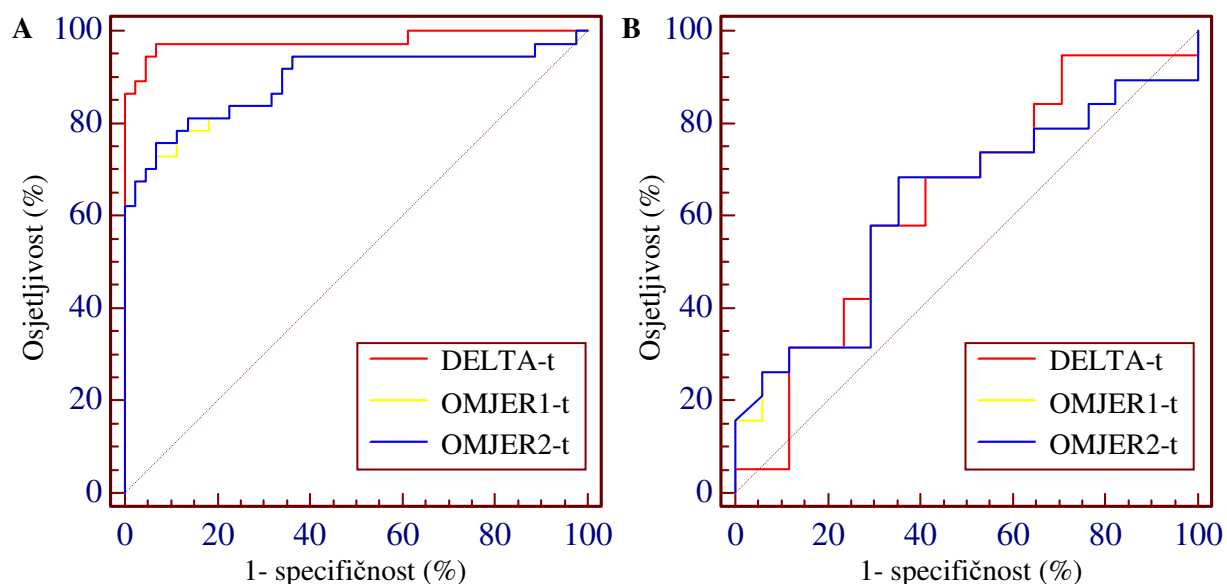 A
Osjetljivost (%)
100
80
60
40
20
0
DELTA-t
OMJER1-t
OMJER2-t
0 20 40 60 80 100
1- specifičnost (%)
B
Osjetljivost (%)
100
80
60
40
20
0
DELTA-t
OMJER1-t
OMJER2-t
0 20 40 60 80 100
1- specifičnost (%)